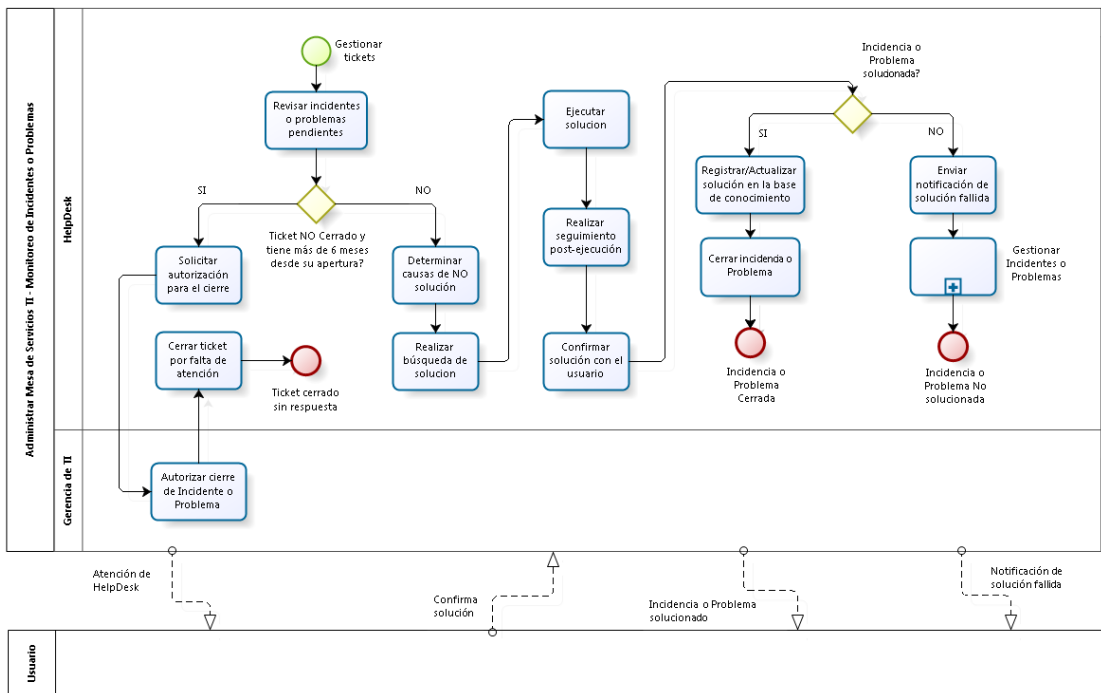 Administrar Mesa de Servicios TI - Monitoreo de Incidentes o Problemas
HelpDesk
Gestionar
tickets
Revisar incidentes
o problemas
pendientes
SI
NO
Ticket NO Cerrado y
tiene más de 6 meses
desde su apertura?
Solicitar
autorización
para el cierre
Cerrar ticket
por falta de
atención
Ticket cerrado
sin respuesta
Determinar
causas de NO
solución
Realizar
búsqueda de
solucion
Ejecutar
solucion
Realizar
seguimiento
post-ejecución
Confirmar
solución con el
usuario
Incidencia o
Problema
solucionada?
SI
NO
Registrar/Actualizar
solución en la base
de conocimiento
Cerrar incidenda o
Problema
Incidencia o
Problema
Cerrada
Enviar
notificación de
solución fallida
Gestionar
Incidentes o
Problemas
Incidencia o
Problema No
solucionada
Gerencia de TI
Autorizar cierre
de Incidente o
Problema
Atención de
HelpDesk
Confirma
solución
Incidencia o Problema
solucionado
Notificación de
solución fallida
Usuario